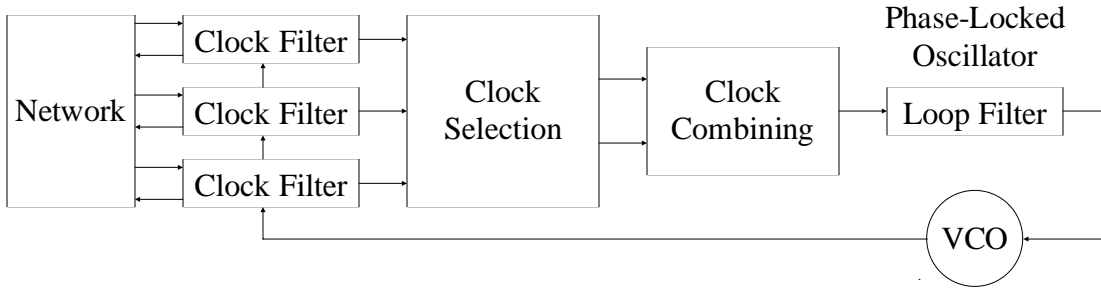 Phase-Locked
Oscillator
Network
Clock Filter
Clock Filter
Clock Filter
Clock
Selection
Clock
Combining
Loop Filter
VCO